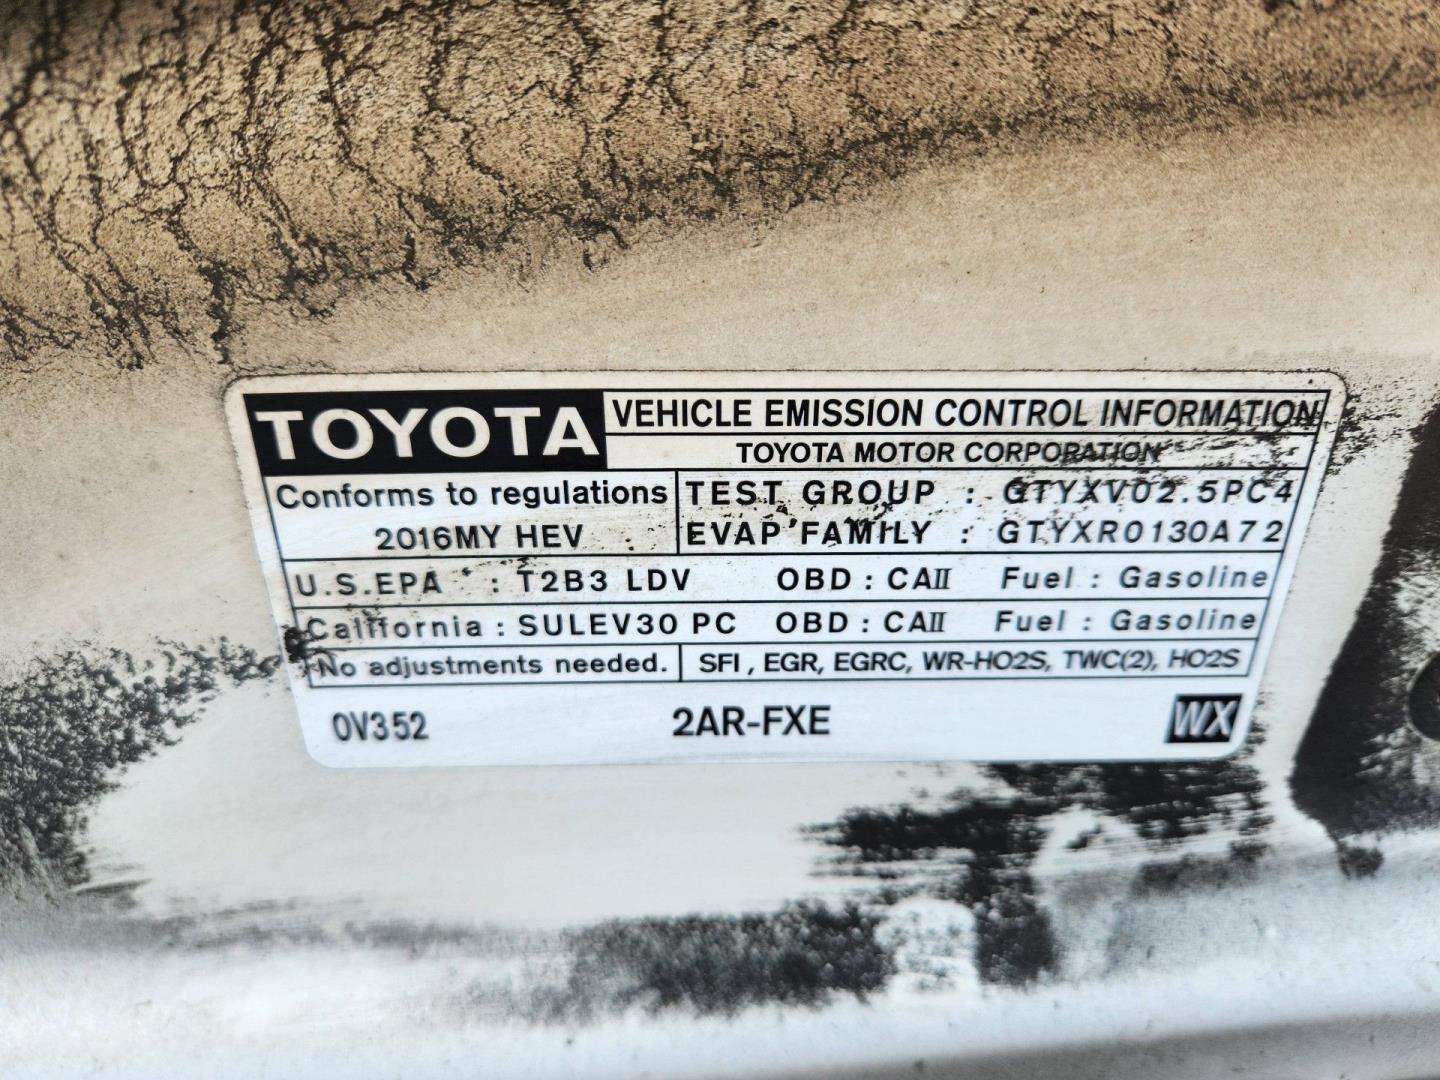 TOYOTA VEHICLE EMISSION CONTROL INFORMATION
TOYOTA MOTOR CORPORATION
Conforms to regulations TEST GROUP : GTYXV02.5PC4
2016MY HEV EVAP FAMILY : GTYXR0130A72
U.S.EPA : T2B3 LDV OBD : CAII Fuel : Gasoline
California : SULEV30 PC OBD : CAII Fuel : Gasoline
No adjustments needed. SFI, EGR, EGRC, WR-HO2S, TWC(2), HO2S
0V352 2AR-FXE WX